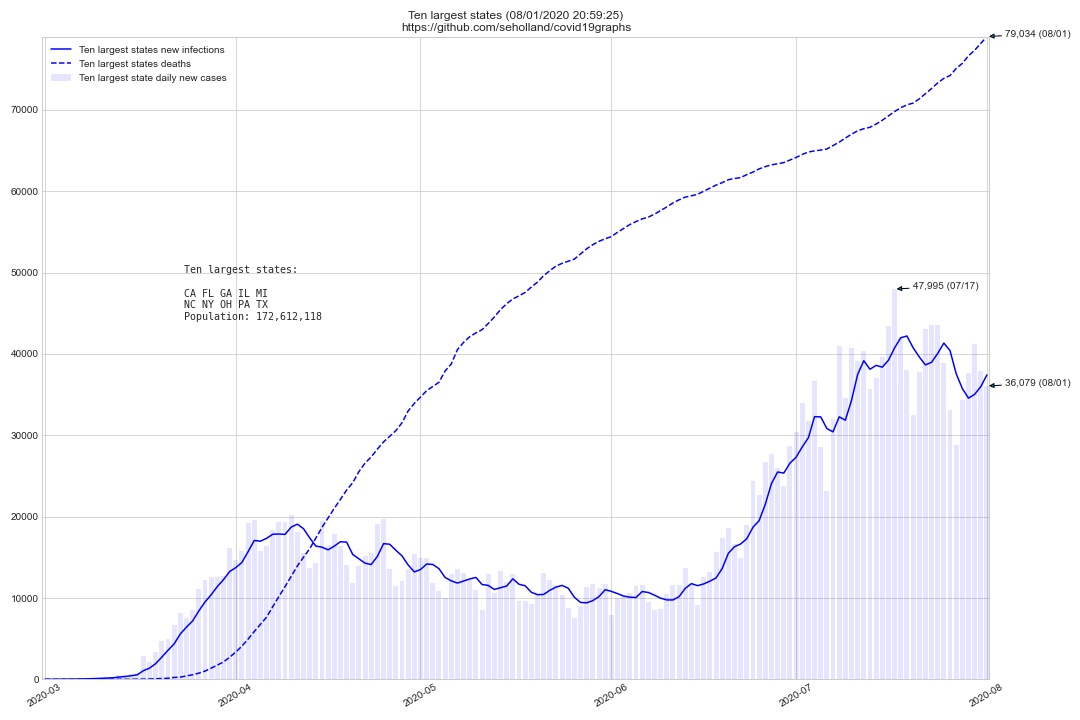 Ten largest states (08/01/2020 20:59:25)
https://github.com/seholland/covid19graphs
79,034 (08/01)
Ten largest states new infections
Ten largest states deaths
Ten largest state daily new cases
70000
60000
50000
40000
30000
20000
10000
0
Ten largest states:
CA FL GA IL MI
NC NY OH PA TX
Population: 172,612,118
47,995 (07/17)
36,079 (08/01)
2020-03
2020-04
2020-05
2020-06
2020-07
2020-08